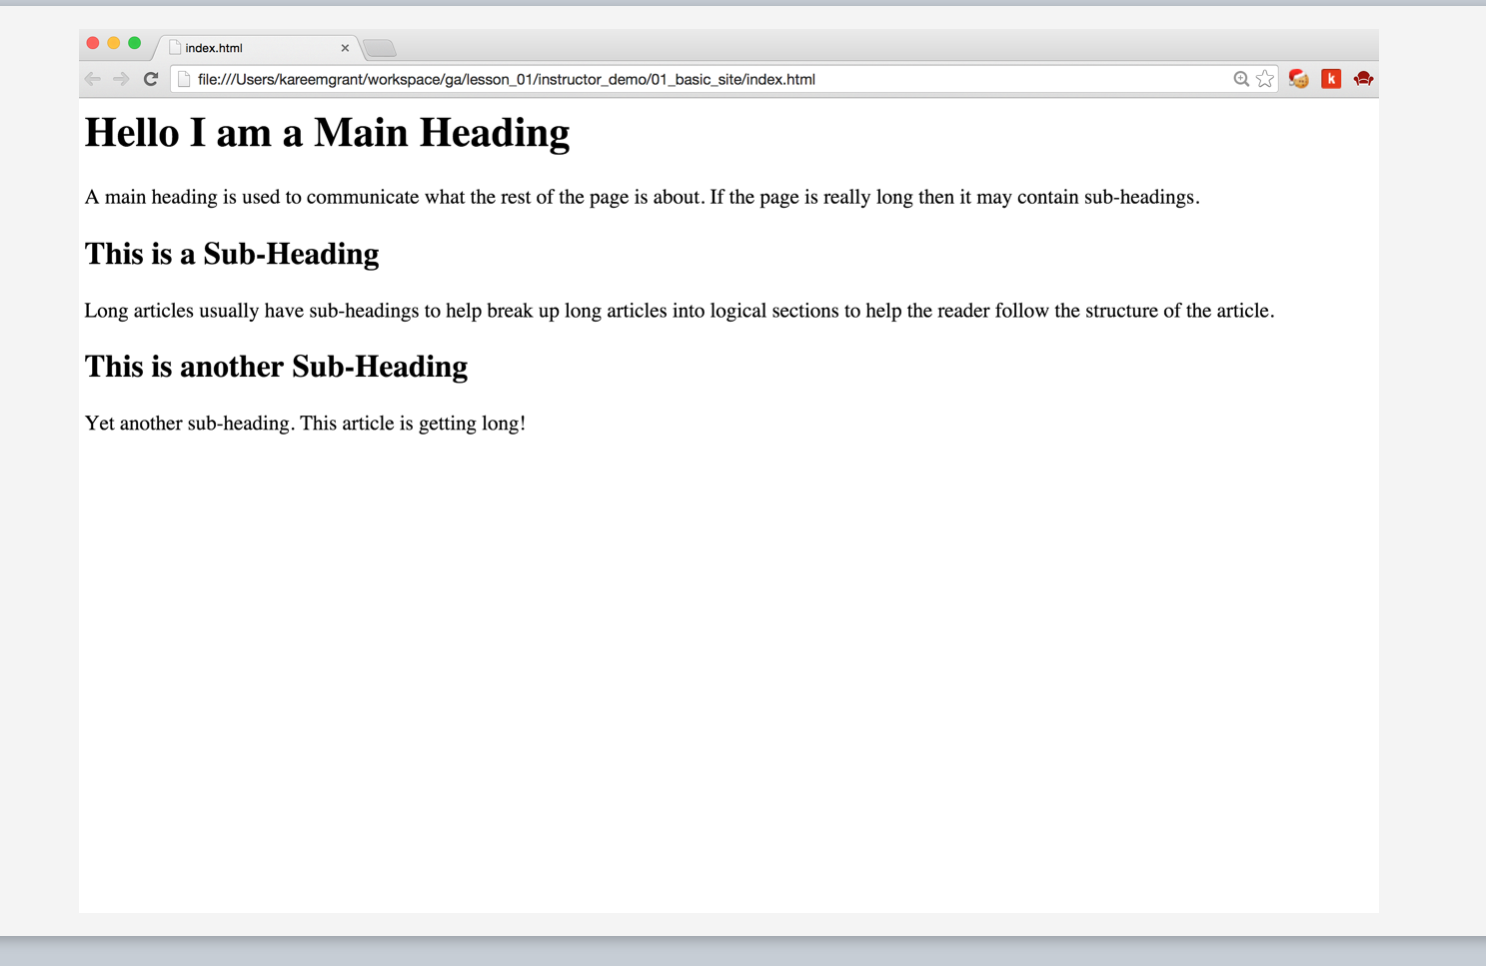 index.html
file:///Users/kareemgrant/workspace/ga/lesson_01/instructor_demo/01_basic_site/index.html
k
Hello I am a Main Heading
A main heading is used to communicate what the rest of the page is about. If the page is really long then it may contain sub-headings.
This is a Sub-Heading
Long articles usually have sub-headings to help break up long articles into logical sections to help the reader follow the structure of the article.
This is another Sub-Heading
Yet another sub-heading. This article is getting long!